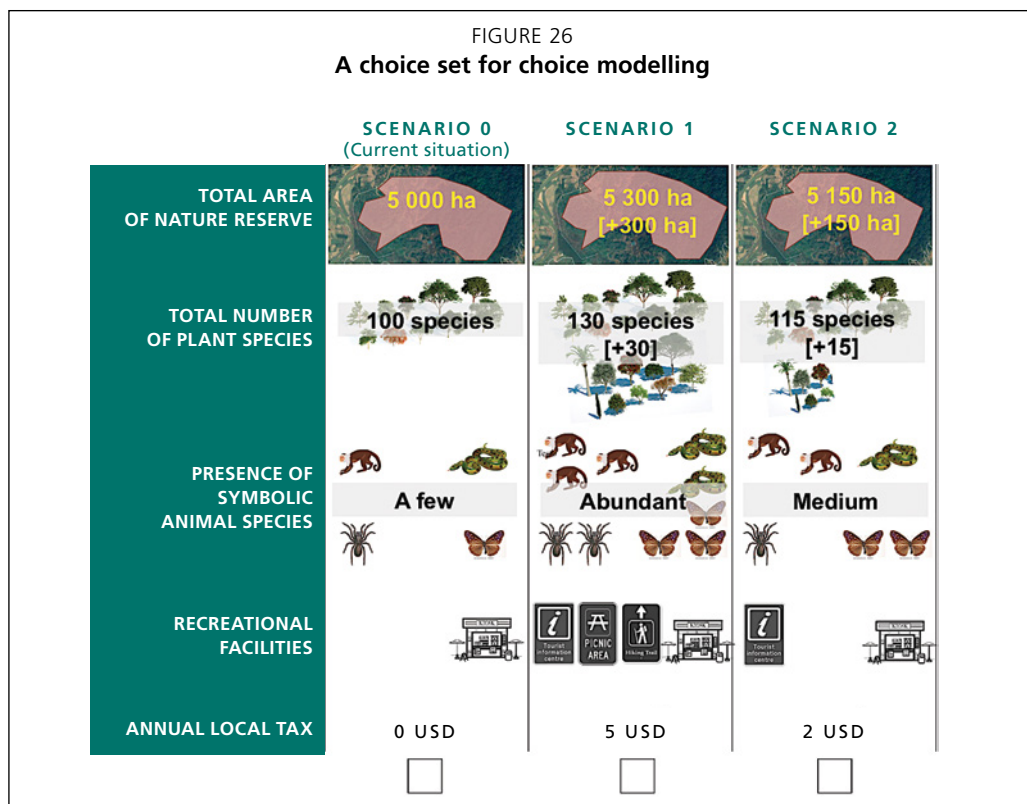 FIGURE 26
A choice set for choice modelling
SCENARIO 0
(Current situation)
SCENARIO 1
SCENARIO 2
TOTAL AREA
OF NATURE RESERVE
5 000 ha
5 300 ha
[+300 ha]
5 150 ha
[+150 ha]
TOTAL NUMBER
OF PLANT SPECIES
100 species
130 species
[+30]
115 species
[+15]
PRESENCE OF
SYMBOLIC
ANIMAL SPECIES
A few
Abundant
Medium
RECREATIONAL
FACILITIES
i
Tourist
information
centre
PICNIC
AREA
Hiking Trail
i
Tourist
information
centre
ANNUAL LOCAL TAX
0 USD
5 USD
2 USD